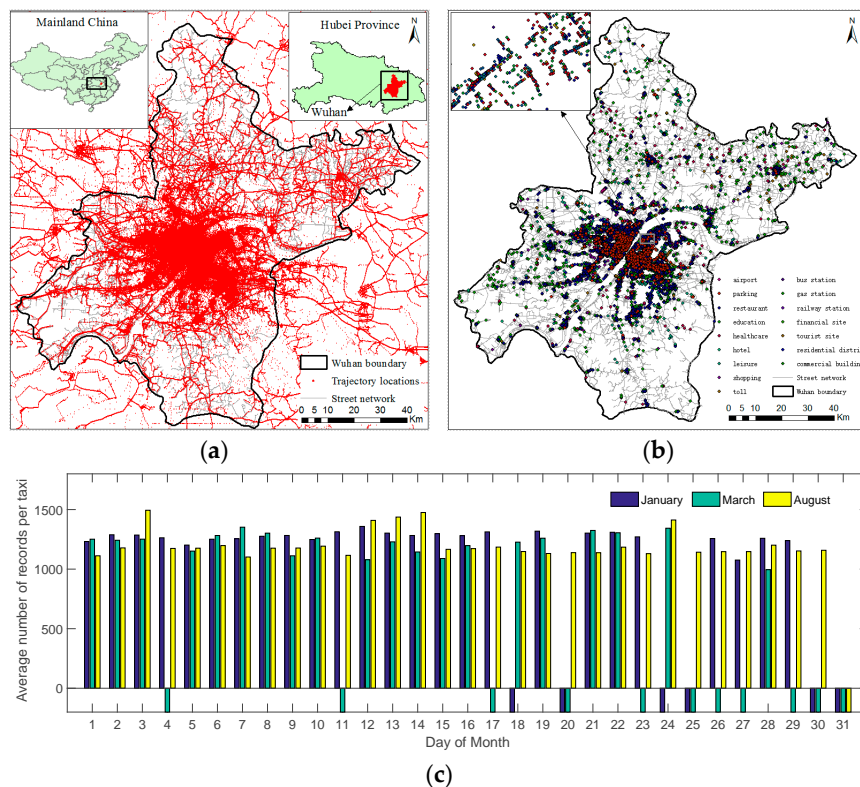 Mainland China
Hubei Province
Wuhan
N
Wuhan boundary
Trajectory locations
Street network
0 5 10 20 30 40
Km
(a)
N
airport
parking
restaurant
education
healthcare
hotel
leisure
shopping
toll
bus station
gas station
railway station
financial site
tourist site
residential distri
commercial buildin
Street network
Wuhan boundary
0 5 10 20 30 40
Km
(b)
Average number of records per taxi
1500
1000
500
0
January March August
1 2 3 4 5 6 7 8 9 10 11 12 13 14 15 16 17 18 19 20 21 22 23 24 25 26 27 28 29 30 31
Day of Month
(c)